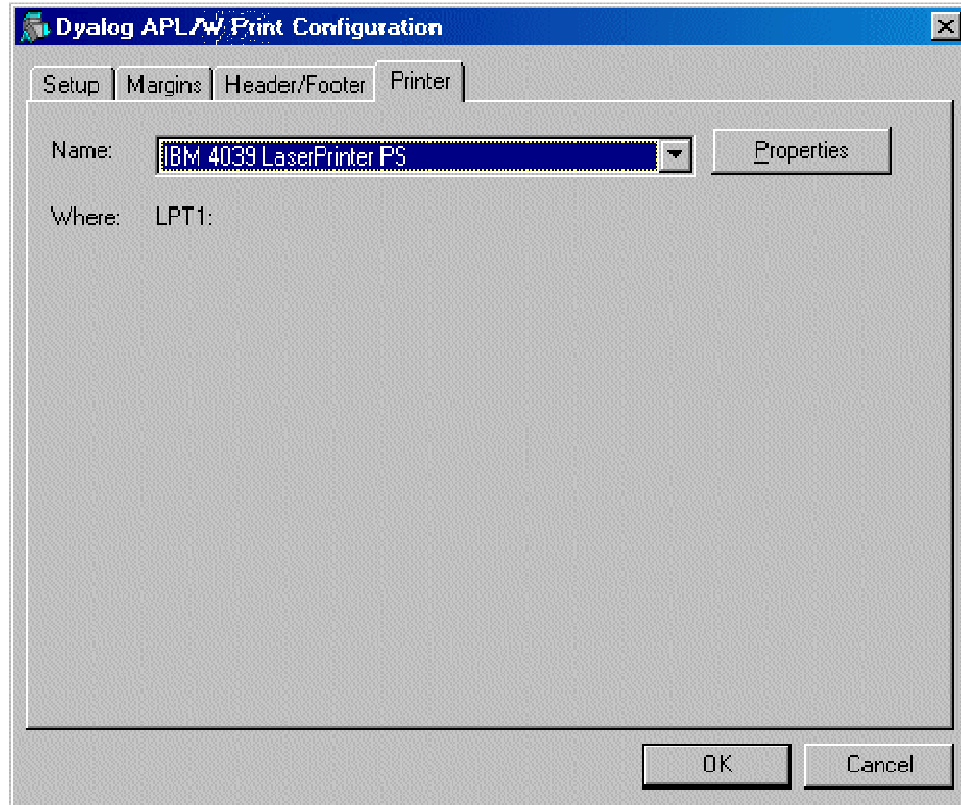 Dyalog APL/W Print Configuration
Setup Margins Header/Footer Printer
Name: IBM 4039 LaserPrinter PS Properties
Where: LPT1:
OK Cancel